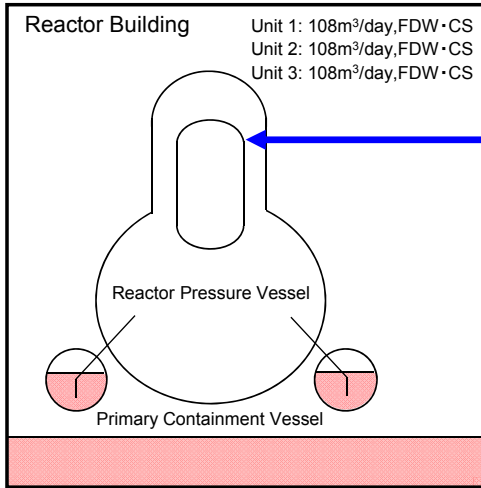 Reactor Building
Unit 1: 108m³/day,FDW・CS
Unit 2: 108m³/day,FDW・CS
Unit 3: 108m³/day,FDW・CS
Reactor Pressure Vessel
Primary Containment Vessel